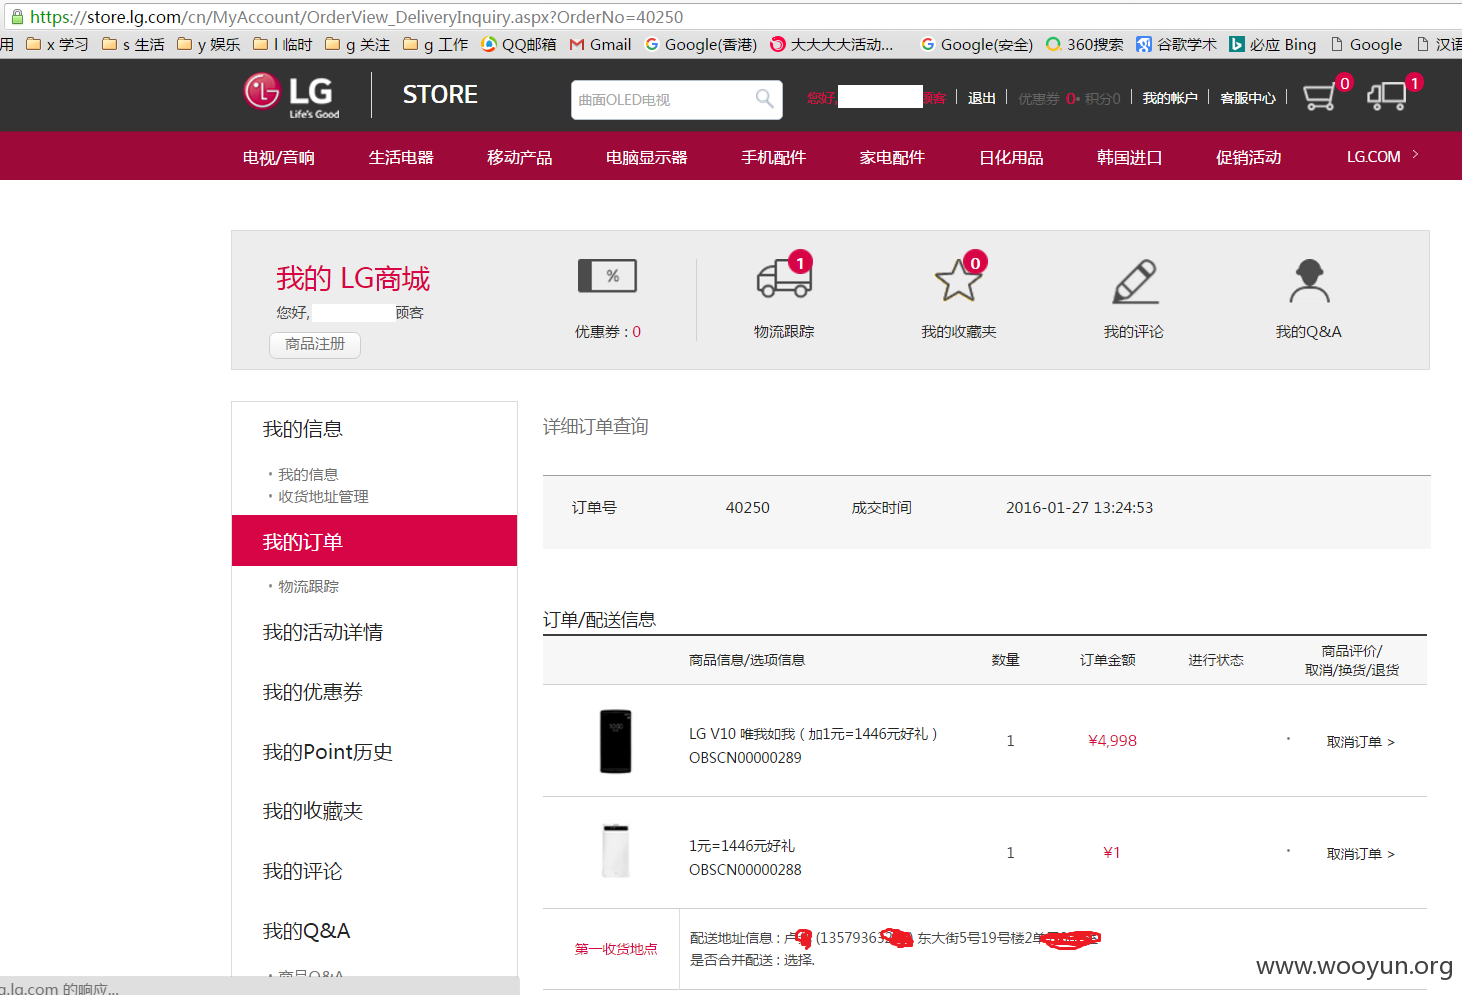 https://store.lg.com/cn/MyAccount/OrderView_DeliveryInquiry.aspx?OrderNo=40250
用 x 学习 s 生活 y 娱乐 l 临时 g 关注 g 工作 QQ邮箱 Gmail Google(香港) 大大大大活动... Google(安全) 360搜索 谷歌学术 必应 Bing Google 汉语
LG Life's Good STORE 曲面OLED电视 您好, 顾客 退出 优惠券 0 积分0 我的帐户 客服中心 0 1
电视/音响 生活电器 移动产品 电脑显示器 手机配件 家电配件 日化用品 韩国进口 促销活动 LG.COM >
我的 LG商城
您好, 顾客
商品注册
% 1 0
优惠券 : 0 物流跟踪 我的收藏夹 我的评论 我的Q&A
我的信息
· 我的信息
· 收货地址管理
我的订单
· 物流跟踪
我的活动详情
我的优惠券
我的Point历史
我的收藏夹
我的评论
我的Q&A
· 商品Q&A
详细订单查询
订单号 40250 成交时间 2016-01-27 13:24:53
订单/配送信息
商品信息/选项信息 数量 订单金额 进行状态 商品评价/
取消/换货/退货
LG V10 唯我如我 ( 加1元=1446元好礼 )
OBSCN00000289
1 ¥4,998 取消订单 >
1元=1446元好礼
OBSCN00000288
1 ¥1 取消订单 >
第一收货地点
配送地址信息 : 卢 (13579363 东大街5号19号楼2单
是否合并配送 : 选择.
g.lg.com 的响应...
www.wooyun.org